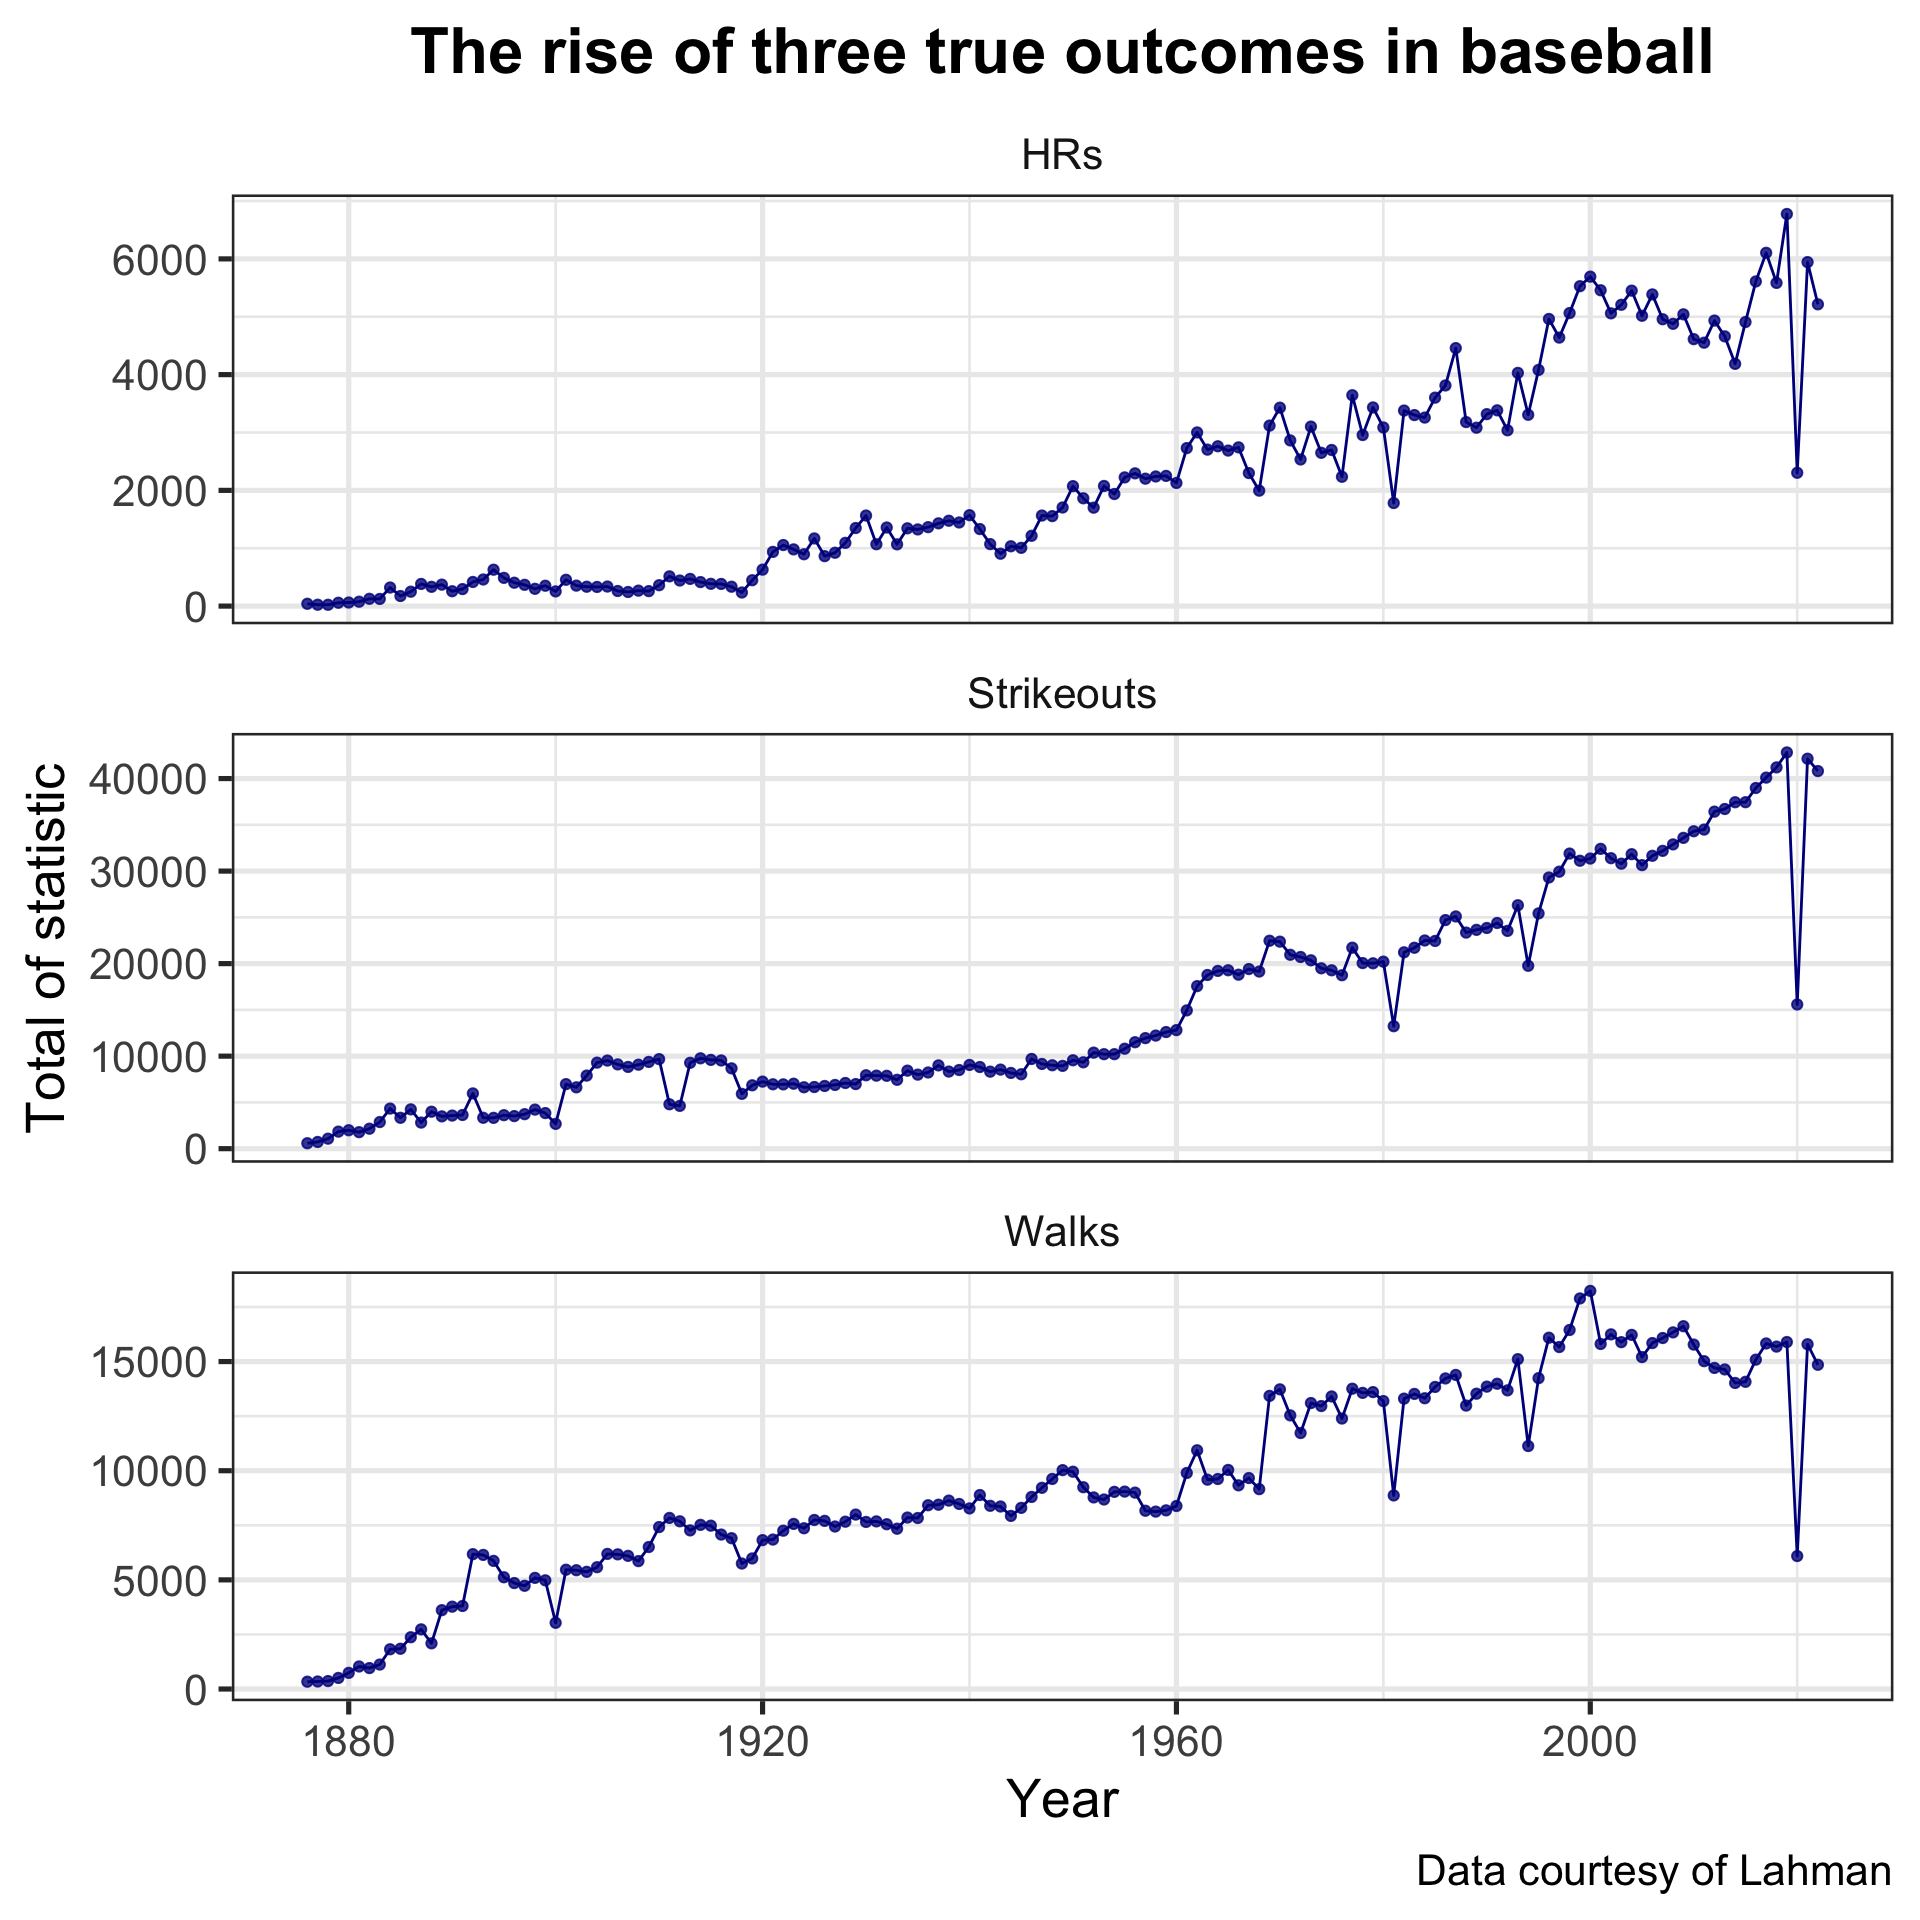 The rise of three true outcomes in baseball
HRs
6000
4000
2000
0
Strikeouts
40000
30000
20000
10000
0
Total of statistic
Walks
15000
10000
5000
0
1880 1920 1960 2000
Year
Data courtesy of Lahman